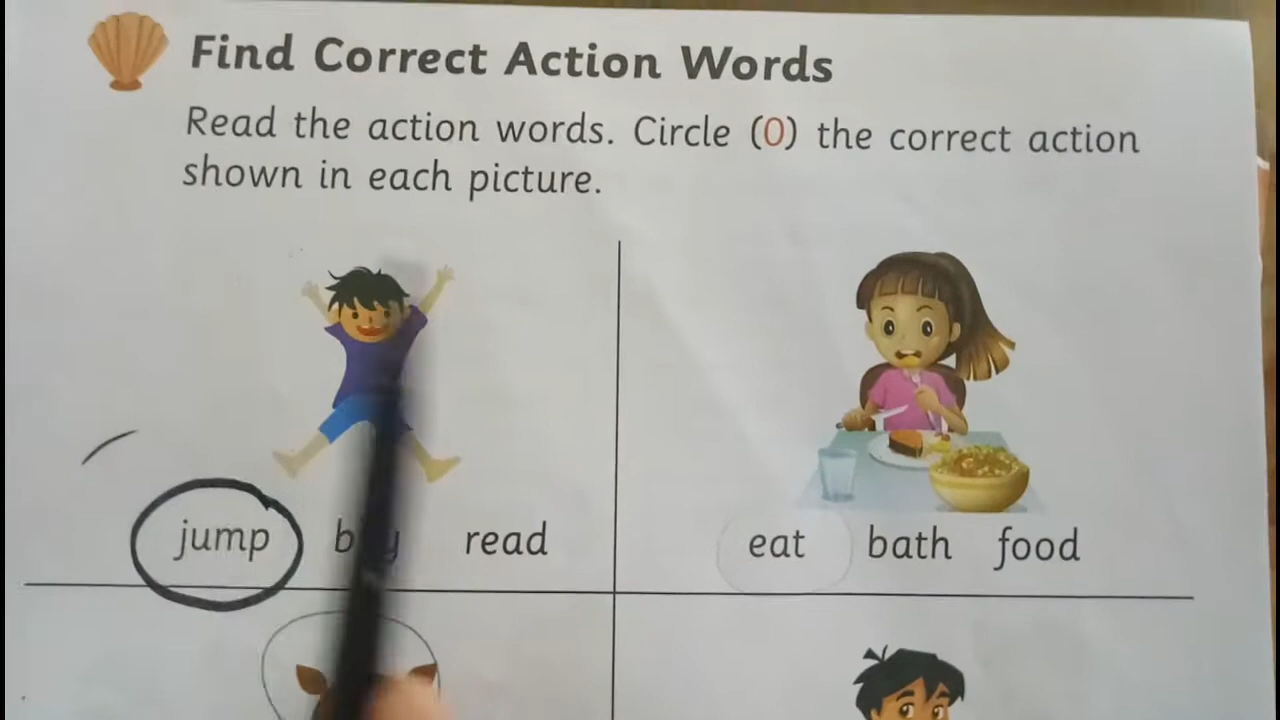 Find Correct Action Words
Read the action words. Circle (O) the correct action
shown in each picture.
jump read
eat bath food